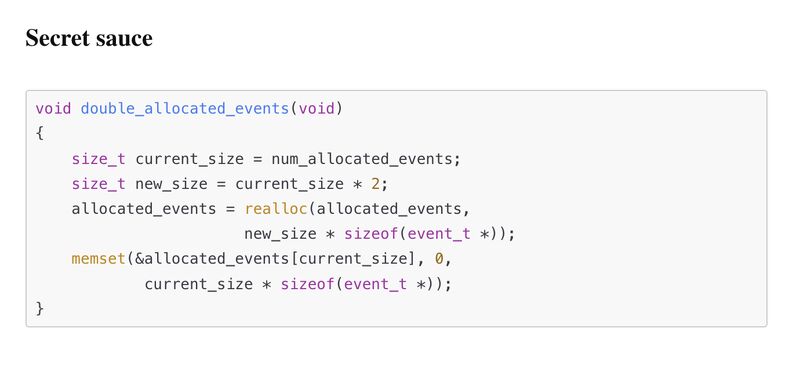 Secret sauce
void double_allocated_events(void)
{
    size_t current_size = num_allocated_events;
    size_t new_size = current_size * 2;
    allocated_events = realloc(allocated_events,
                       new_size * sizeof(event_t *));
    memset(&allocated_events[current_size], 0,
            current_size * sizeof(event_t *));
}